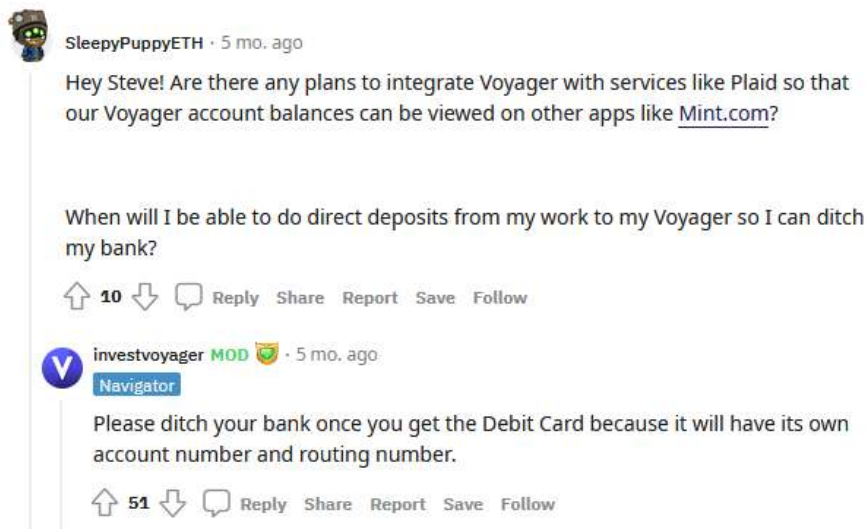 SleepyPuppyETH · 5 mo. ago
Hey Steve! Are there any plans to integrate Voyager with services like Plaid so that
our Voyager account balances can be viewed on other apps like Mint.com?
When will I be able to do direct deposits from my work to my Voyager so I can ditch
my bank?
10 Reply Share Report Save Follow
V investvoyager MOD · 5 mo. ago
Navigator
Please ditch your bank once you get the Debit Card because it will have its own
account number and routing number.
51 Reply Share Report Save Follow